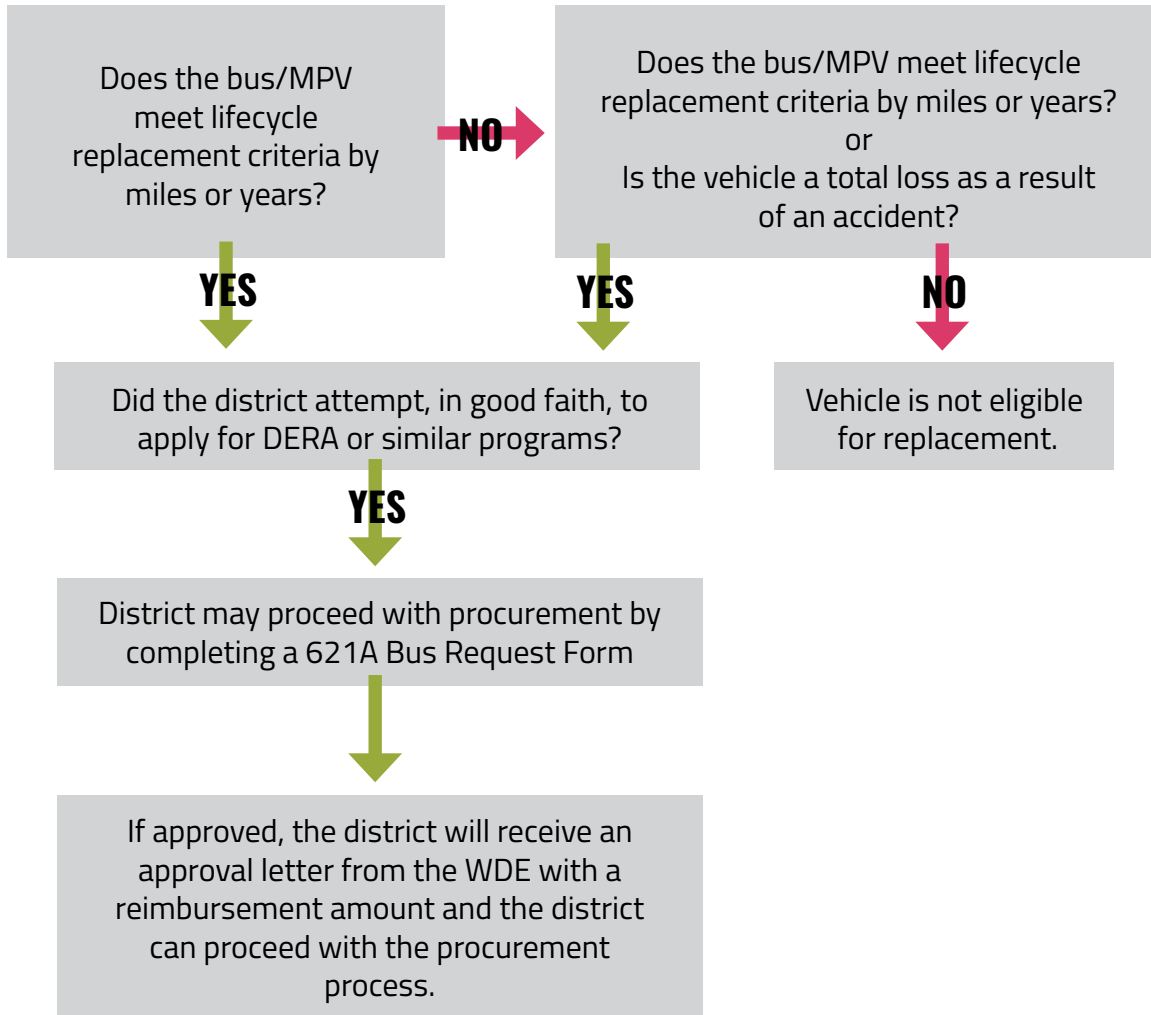 Does the bus/MPV
meet lifecycle
replacement criteria by
miles or years?
NO
Does the bus/MPV meet lifecycle
replacement criteria by miles or years?
or
Is the vehicle a total loss as a result
of an accident?
YES
YES
NO
Did the district attempt, in good faith, to
apply for DERA or similar programs?
Vehicle is not eligible
for replacement.
YES
District may proceed with procurement by
completing a 621A Bus Request Form
If approved, the district will receive an
approval letter from the WDE with a
reimbursement amount and the district
can proceed with the procurement
process.